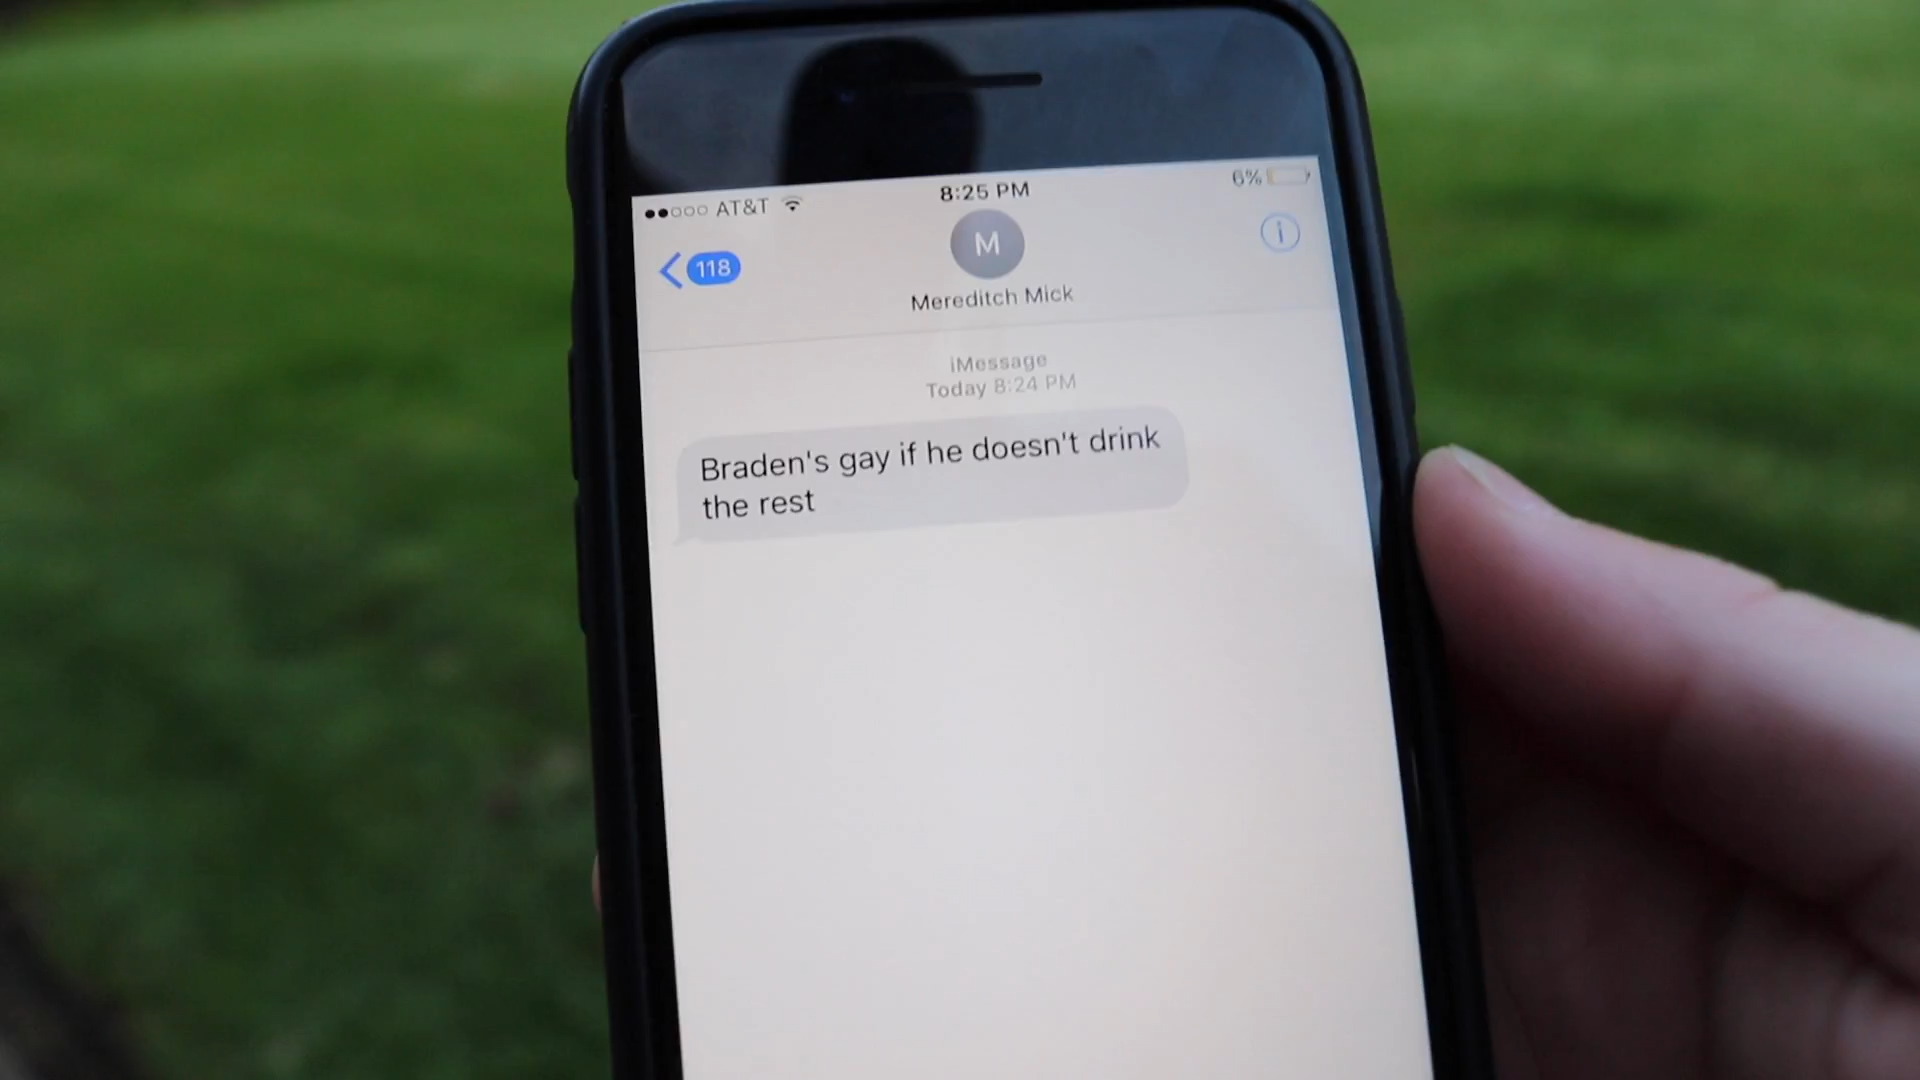 AT&T 8:25 PM 6%
118
M
Mereditch Mick
iMessage
Today 8:24 PM
Braden's gay if he doesn't drink
the rest